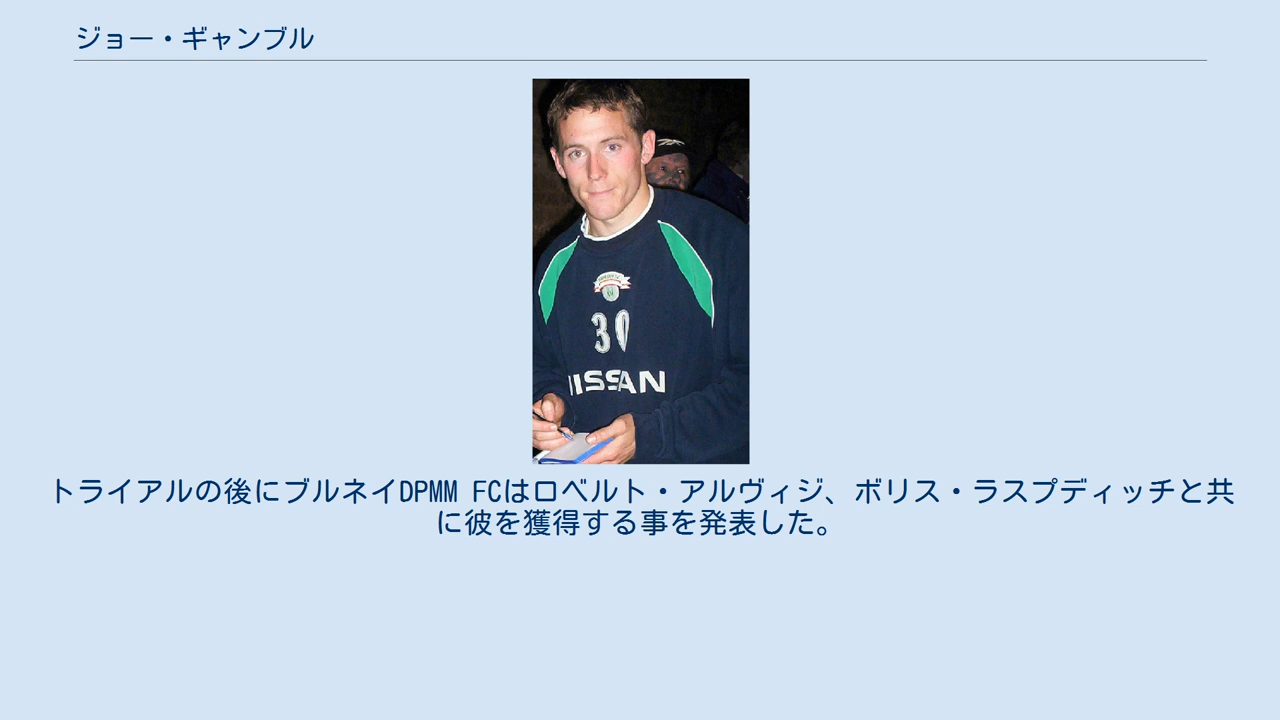 ジョー・ギャンブル
30
NISSAN
トライアルの後にブルネイDPMM FCはロベルト・アルヴィジ、ボリス・ラスプディッチと共
に彼を獲得する事を発表した。